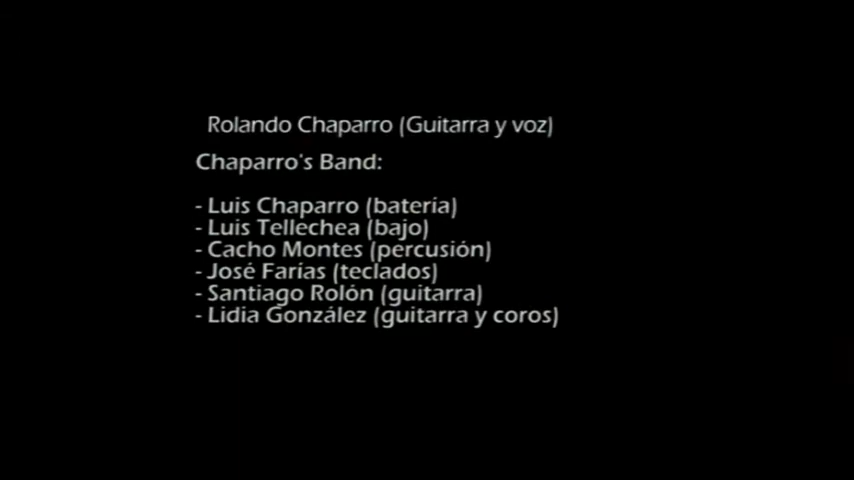 Rolando Chaparro (Guitarra y voz)
Chaparro's Band:
- Luis Chaparro (batería)
- Luis Tellechea (bajo)
- Cacho Montes (percusión)
- José Farías (teclados)
- Santiago Rolón (guitarra)
- Lidia González (guitarra y coros)